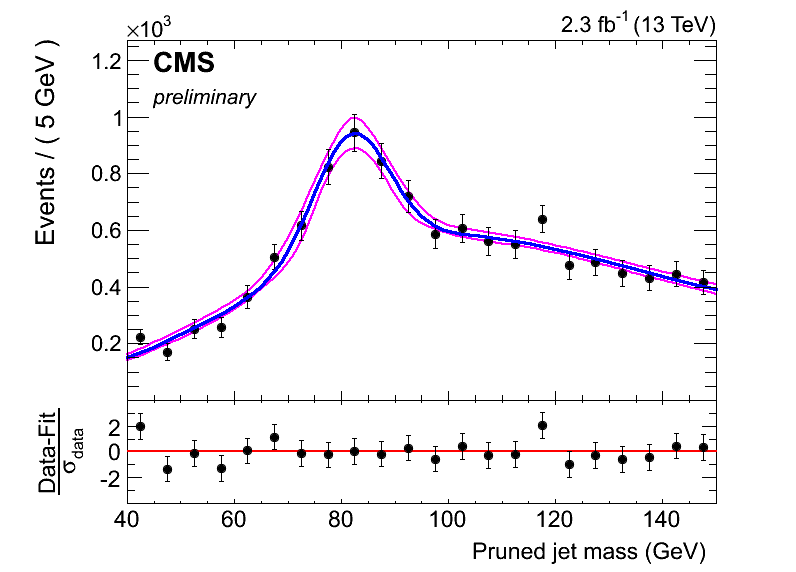 ×10³
2.3 fb⁻¹ (13 TeV)
CMS
preliminary
Events / ( 5 GeV )
1.2
1
0.8
0.6
0.4
0.2
Data-Fit
σdata
2
0
-2
40 60 80 100 120 140
Pruned jet mass (GeV)